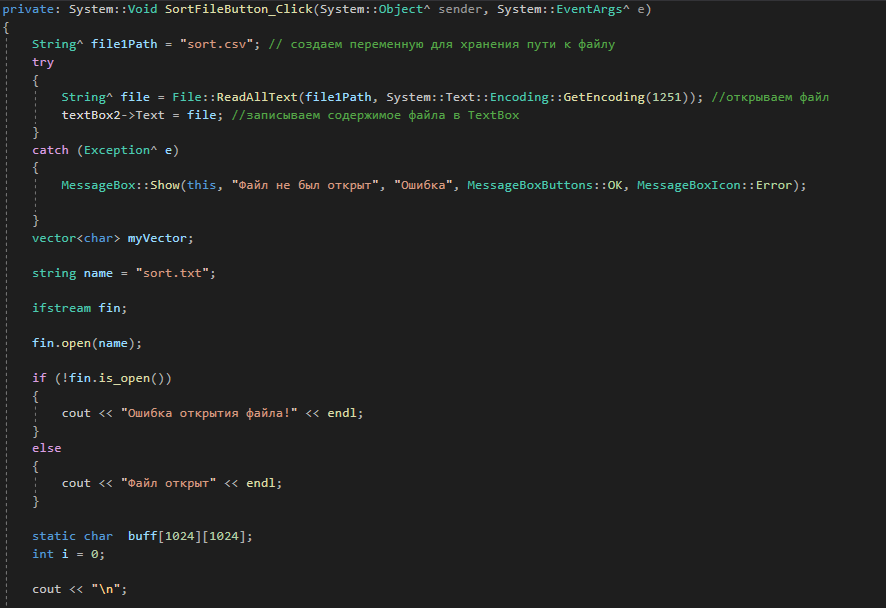 private: System::Void SortFileButton_Click(System::Object^ sender, System::EventArgs^ e)
{
String^ file1Path = "sort.csv"; // создаем переменную для хранения пути к файлу
try
{
String^ file = File::ReadAllText(file1Path, System::Text::Encoding::GetEncoding(1251)); //открываем файл
textBox2->Text = file; //записываем содержимое файла в TextBox
}
catch (Exception^ e)
{
MessageBox::Show(this, "Файл не был открыт", "Ошибка", MessageBoxButtons::OK, MessageBoxIcon::Error);
}
vector<char> myVector;
string name = "sort.txt";
ifstream fin;
fin.open(name);
if (!fin.is_open())
{
cout << "Ошибка открытия файла!" << endl;
}
else
{
cout << "Файл открыт" << endl;
}
static char  buff[1024][1024];
int i = 0;
cout << "\n";